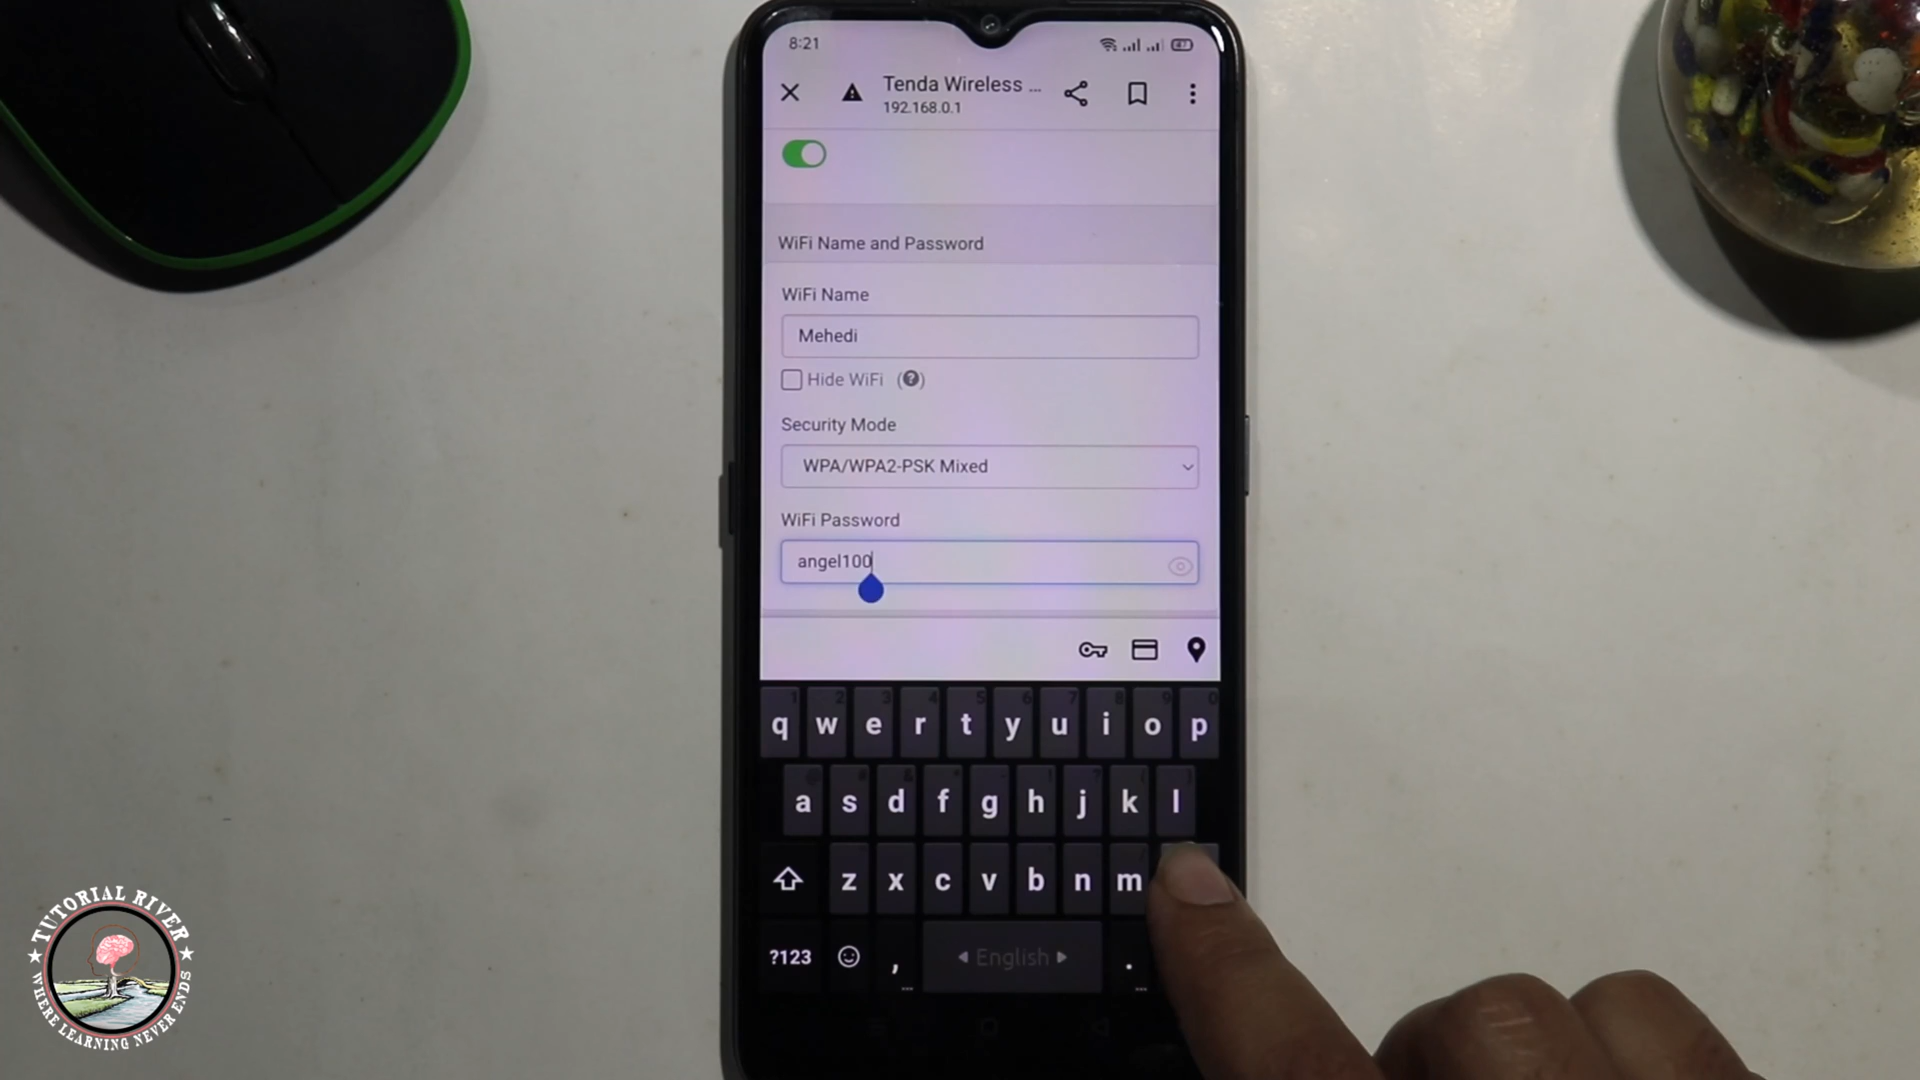 8:21
Tenda Wireless ...
192.168.0.1
WiFi Name and Password
WiFi Name
Mehedi
Hide WiFi (?)
Security Mode
WPA/WPA2-PSK Mixed
WiFi Password
angel100
q w e r t y u i o p
a s d f g h j k l
z x c v b n m
?123 , English .
TUTORIAL RIVER
WHERE LEARNING NEVER ENDS